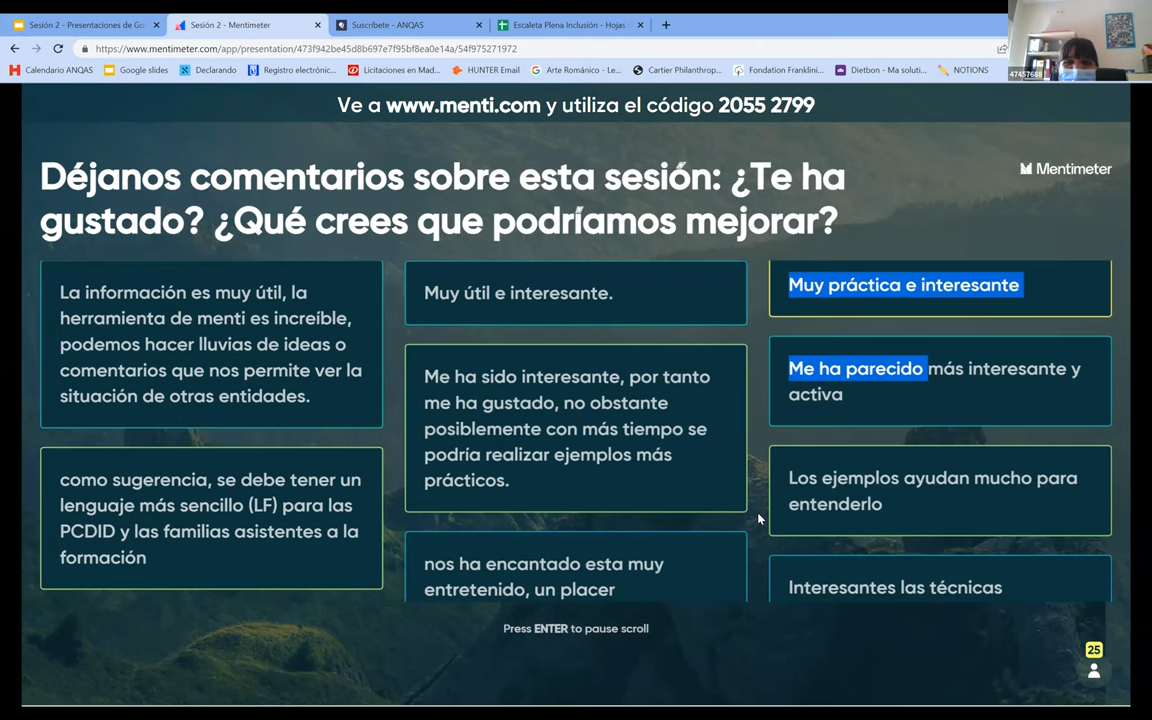 Sesión 2 - Presentaciones de Go
Sesión 2 - Mentimeter
Suscríbete - ANQAS
Escaleta Plena Inclusión - Hojas
https://www.mentimeter.com/app/presentation/473f942be45d8b697e7f95bf8ea0e14a/54f975271972
Calendario ANQAS
Google slides
Declarando
Registro electrónic...
Licitaciones en Mad...
HUNTER Email
Arte Románico - Le...
Cartier Philanthrop...
Fondation Franklini...
Dietbon - Ma soluti...
NOTIONS
47457688
Ve a www.menti.com y utiliza el código 2055 2799
Déjanos comentarios sobre esta sesión: ¿Te ha
gustado? ¿Qué crees que podríamos mejorar?
Mentimeter
La información es muy útil, la
herramienta de menti es increíble,
podemos hacer lluvias de ideas o
comentarios que nos permite ver la
situación de otras entidades.
como sugerencia, se debe tener un
lenguaje más sencillo (LF) para las
PCDID y las familias asistentes a la
formación
Muy útil e interesante.
Me ha sido interesante, por tanto
me ha gustado, no obstante
posiblemente con más tiempo se
podría realizar ejemplos más
prácticos.
nos ha encantado esta muy
entretenido, un placer
Muy práctica e interesante
Me ha parecido más interesante y
activa
Los ejemplos ayudan mucho para
entenderlo
Interesantes las técnicas
Press ENTER to pause scroll
25